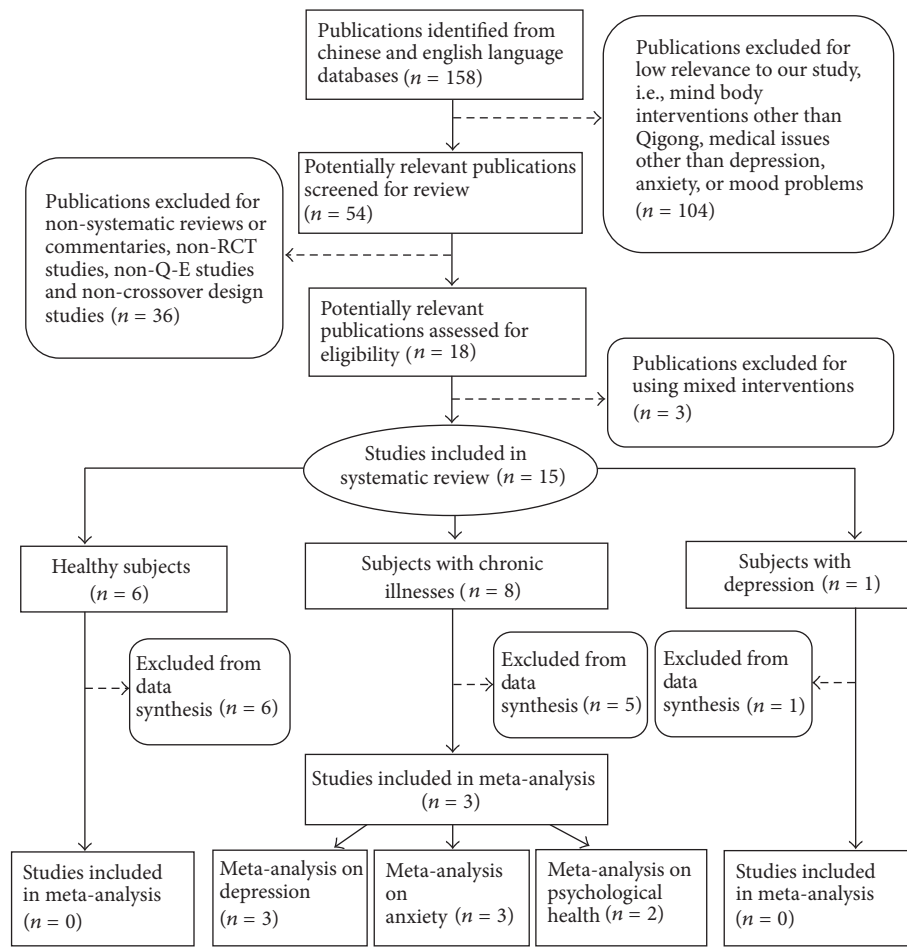 Publications identified from
chinese and english language
databases (n = 158)
Publications excluded for
low relevance to our study,
i.e., mind body
interventions other than
Qigong, medical issues
other than depression,
anxiety, or mood problems
(n = 104)
Potentially relevant publications
screened for review
(n = 54)
Publications excluded for
non-systematic reviews or
commentaries, non-RCT
studies, non-Q-E studies
and non-crossover design
studies (n = 36)
Potentially relevant
publications assessed for
eligibility (n = 18)
Publications excluded for
using mixed interventions
(n = 3)
Studies included in
systematic review (n = 15)
Healthy subjects
(n = 6)
Subjects with chronic
illnesses (n = 8)
Subjects with
depression (n = 1)
Excluded from
data
synthesis (n = 6)
Excluded from
data
synthesis (n = 5)
Excluded from
data
synthesis (n = 1)
Studies included in meta-analysis
(n = 3)
Studies included
in meta-analysis
(n = 0)
Meta-analysis on
depression
(n = 3)
Meta-analysis
on
anxiety (n = 3)
Meta-analysis on
psychological
health (n = 2)
Studies included
in meta-analysis
(n = 0)